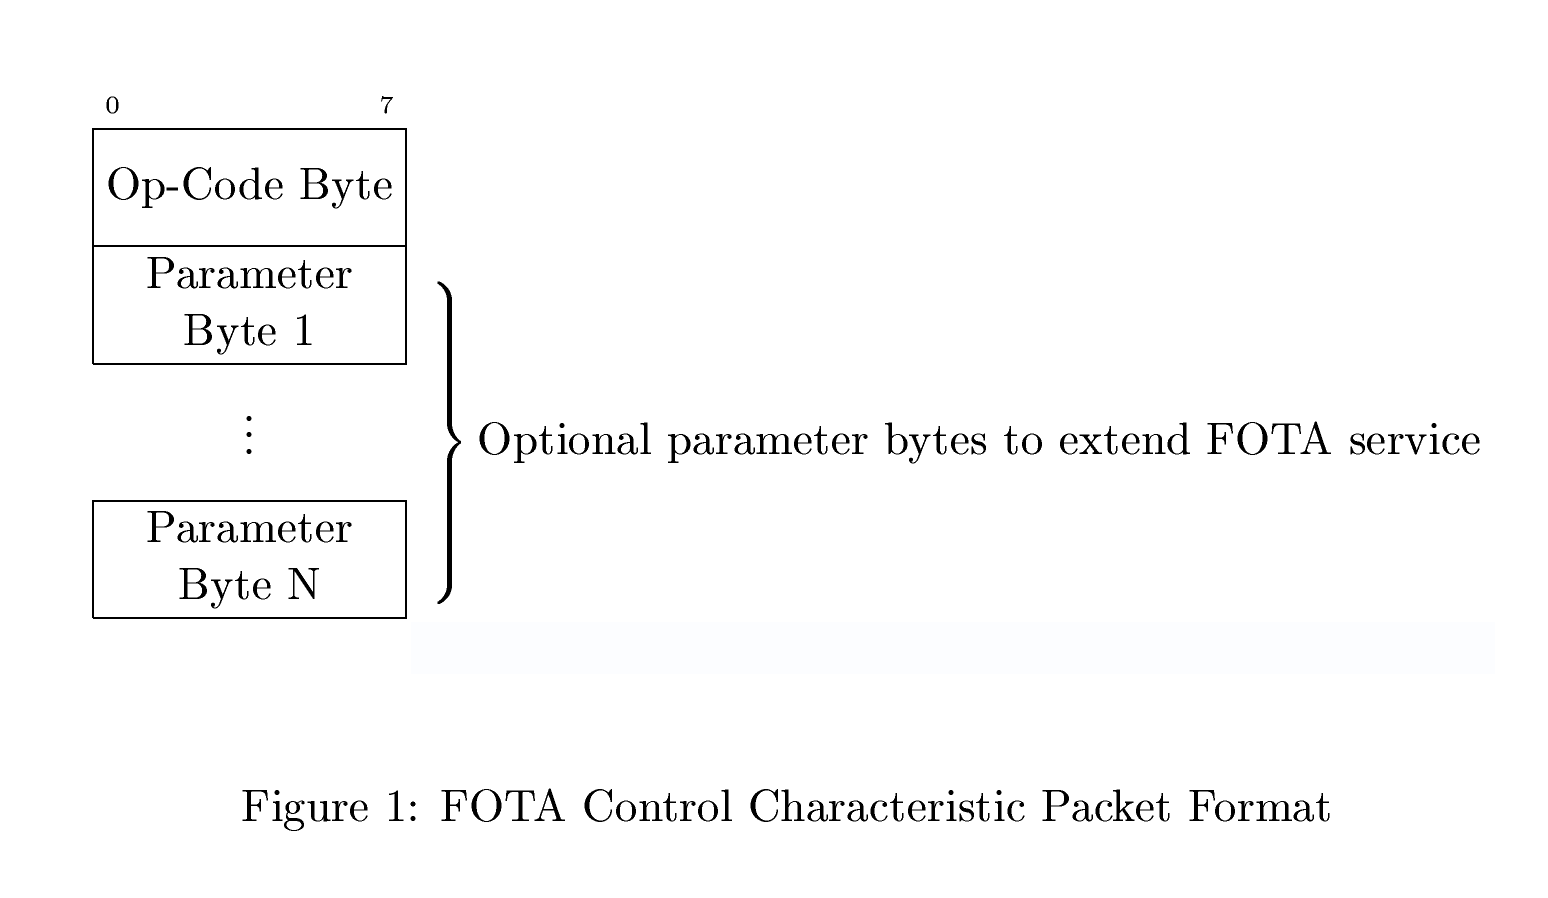 0 7
Op-Code Byte
Parameter
Byte 1
⋮
Optional parameter bytes to extend FOTA service
Parameter
Byte N
Figure 1: FOTA Control Characteristic Packet Format